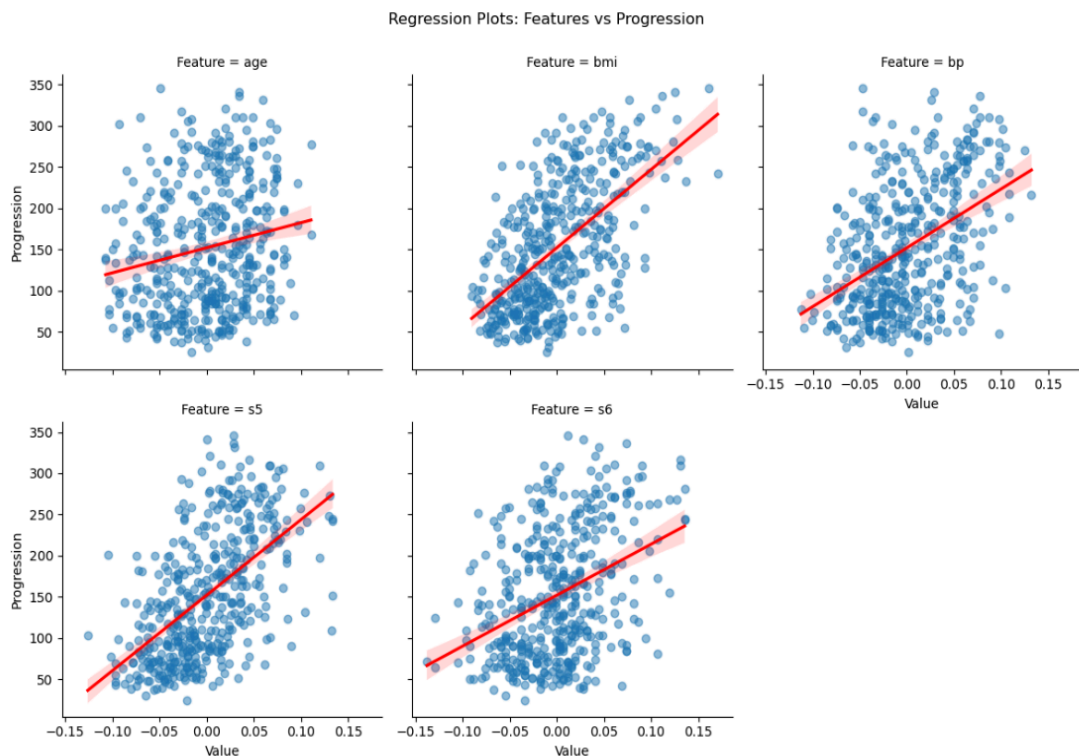 Regression Plots: Features vs Progression
Feature = age
Feature = bmi
Feature = bp
350
300
250
200
150
100
50
Progression
−0.15 −0.10 −0.05 0.00 0.05 0.10 0.15
Value
Feature = s5
Feature = s6
350
300
250
200
150
100
50
Progression
−0.15 −0.10 −0.05 0.00 0.05 0.10 0.15
Value
−0.15 −0.10 −0.05 0.00 0.05 0.10 0.15
Value